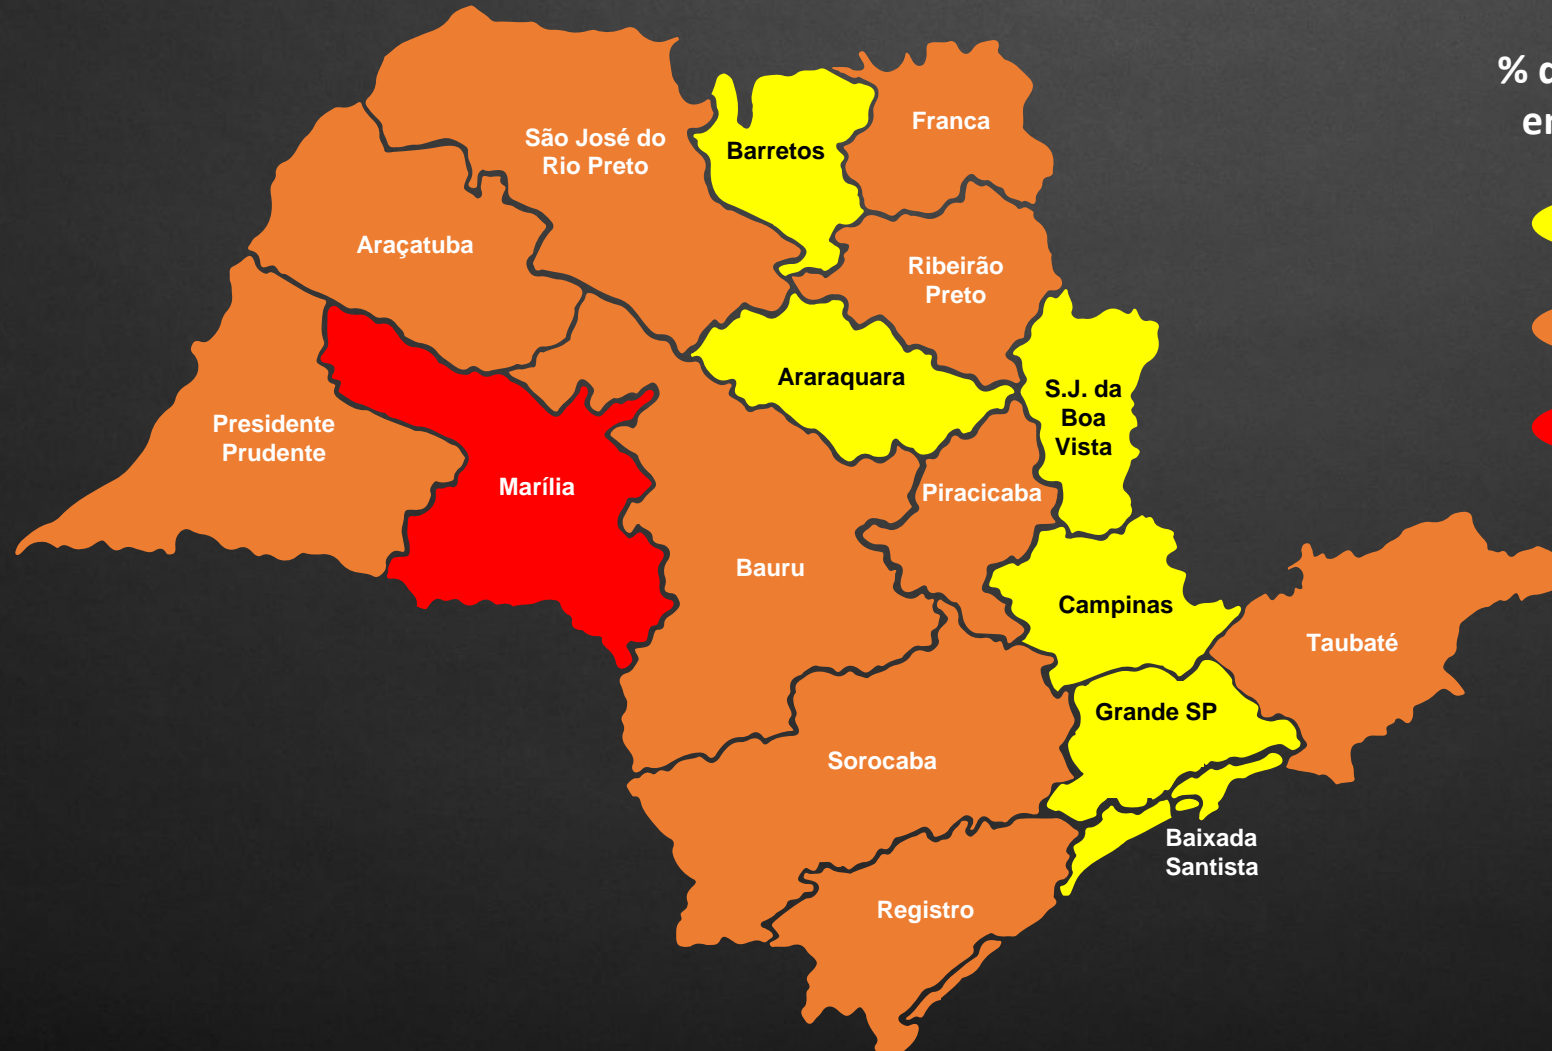 % d
en
São José do
Rio Preto
Barretos
Franca
Araçatuba
Ribeirão
Preto
Araraquara
S.J. da
Boa
Vista
Presidente
Prudente
Marília
Piracicaba
Bauru
Campinas
Taubaté
Grande SP
Sorocaba
Baixada
Santista
Registro